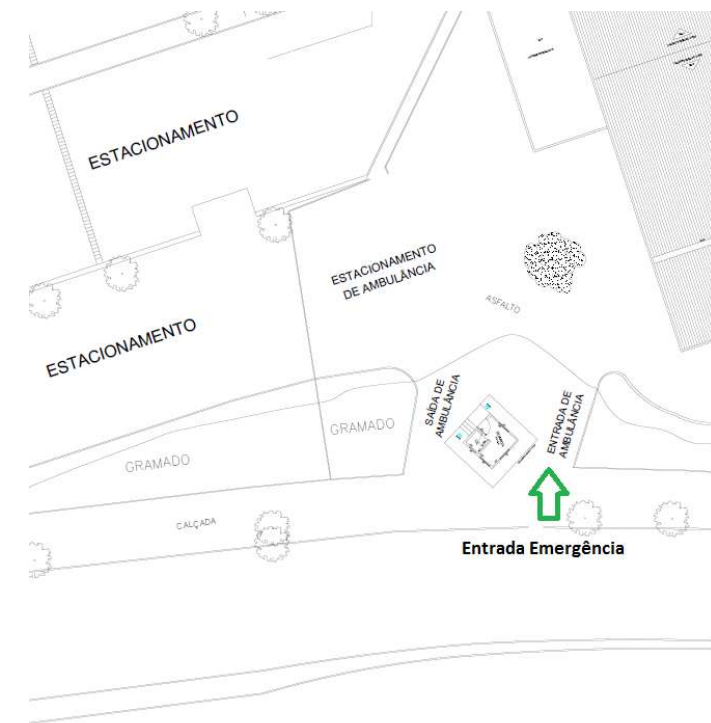 ESTACIONAMENTO
ESTACIONAMENTO
DE AMBULÂNCIA
ASFALTO
ESTACIONAMENTO
SAÍDA DE
AMBULÂNCIA
ENTRADA DE
AMBULÂNCIA
GRAMADO
GRAMADO
CALÇADA
Entrada Emergência